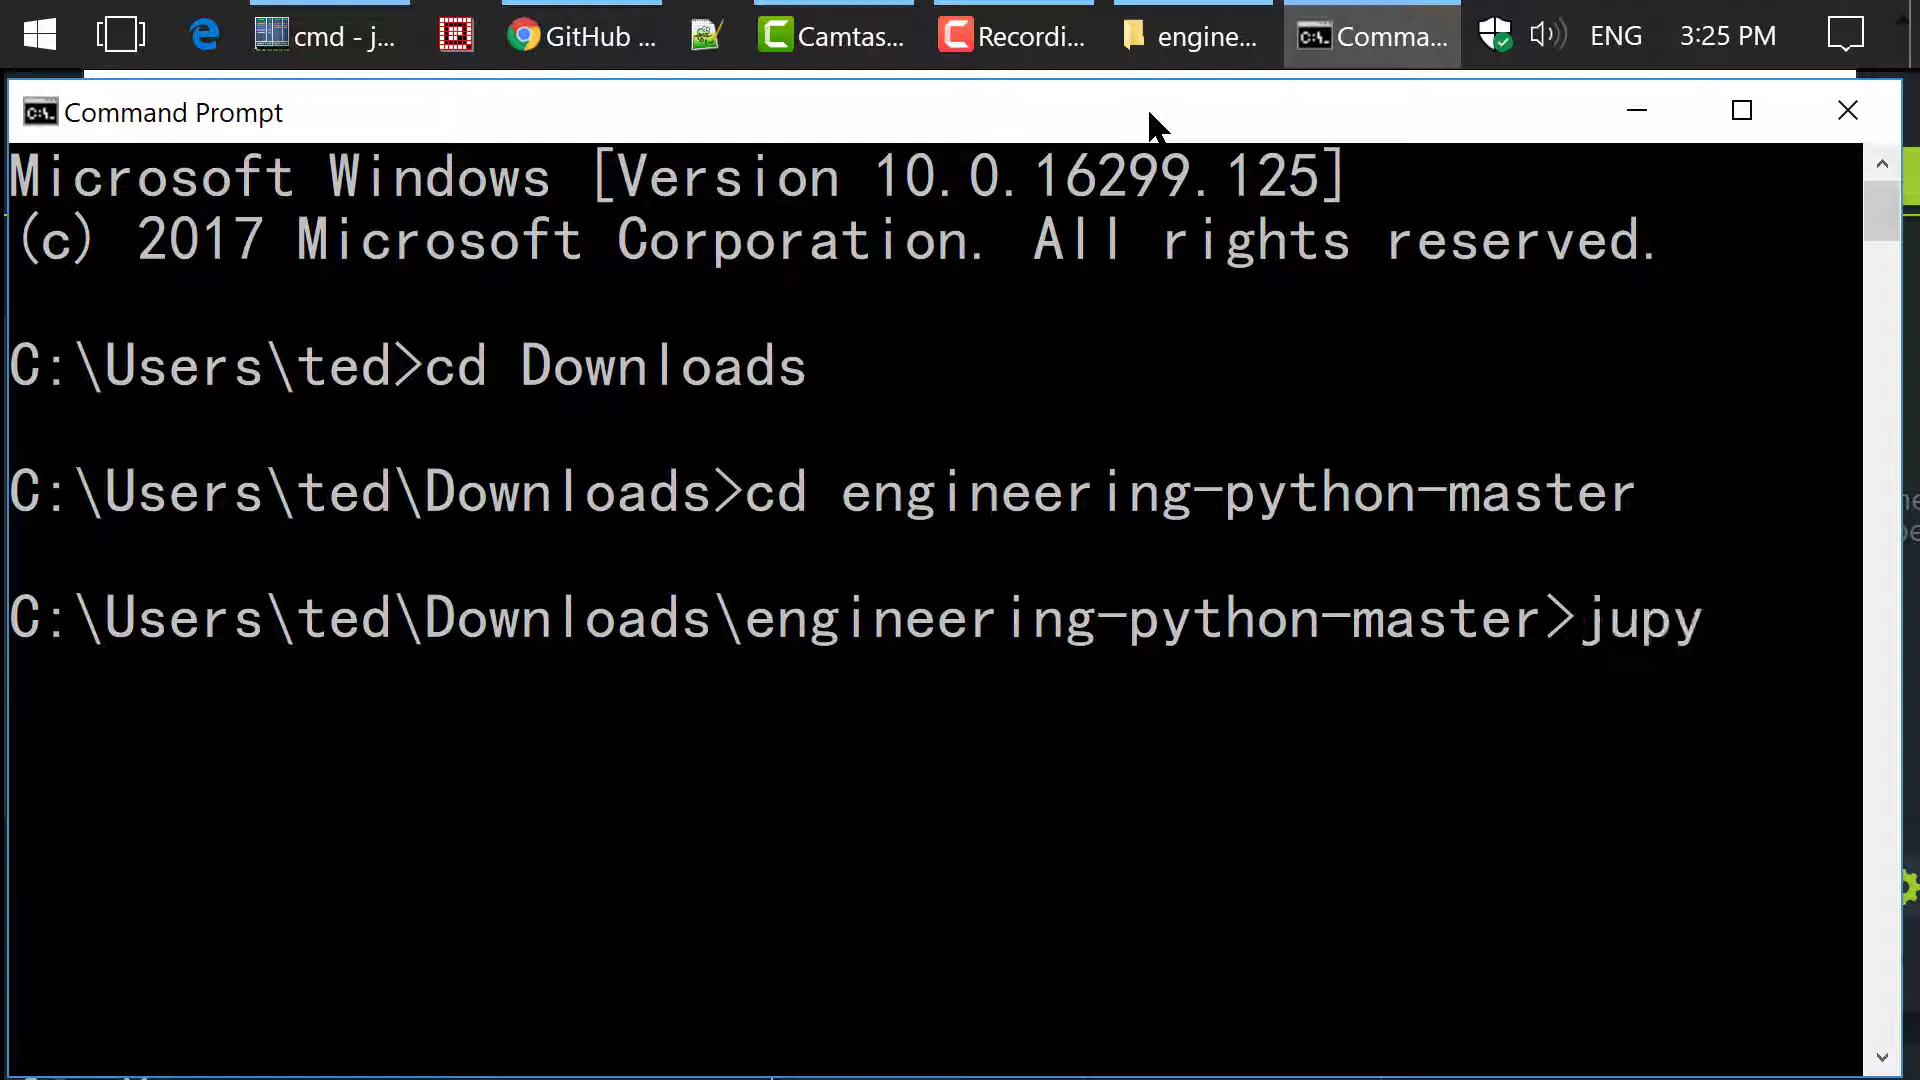 cmd - j...
GitHub ...
Camtas...
Recordi...
engine...
Comma...
ENG
3:25 PM
Command Prompt
Microsoft Windows [Version 10.0.16299.125]
(c) 2017 Microsoft Corporation. All rights reserved.
C:\Users\ted>cd Downloads
C:\Users\ted\Downloads>cd engineering-python-master
C:\Users\ted\Downloads\engineering-python-master>jupy